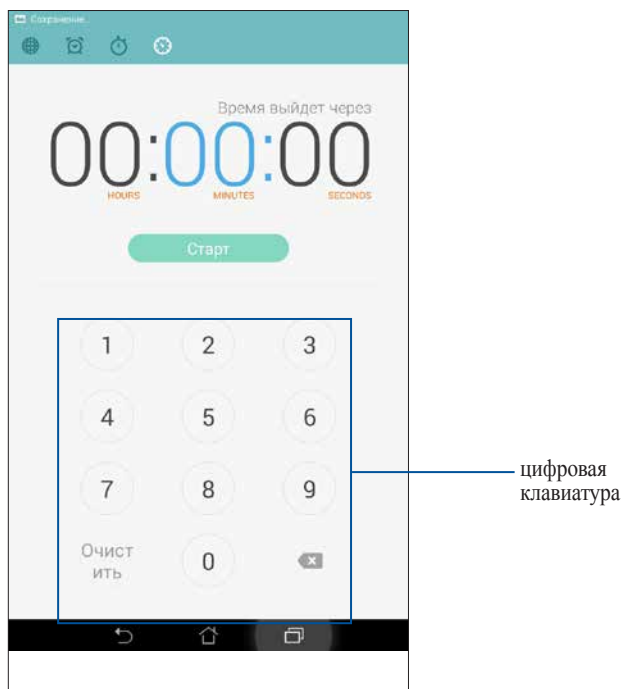 Сохранение...
Время выйдет через
00:00:00
HOURS MINUTES SECONDS
Старт
1 2 3
4 5 6
7 8 9
Очист
ить
0
цифровая
клавиатура